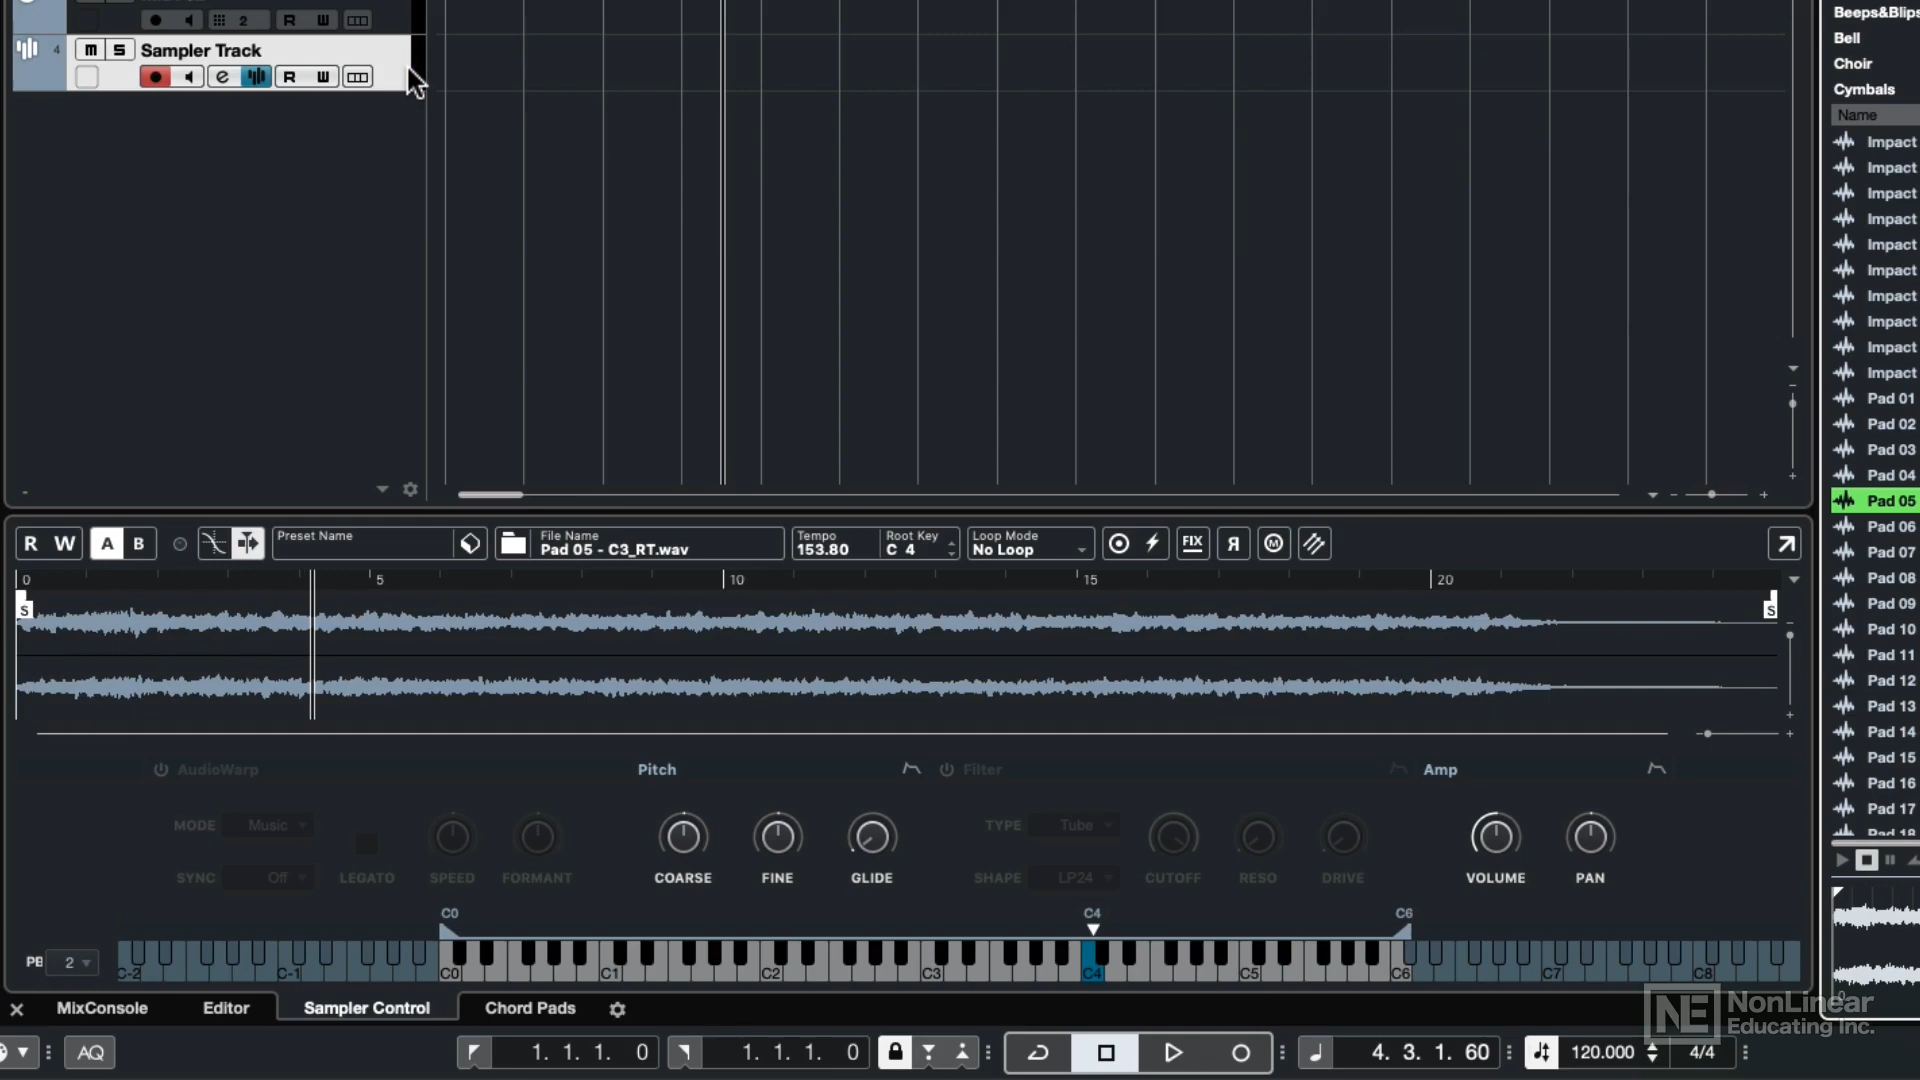 2 R W
4 m S Sampler Track
e R W
Beeps&Blips
Bell
Choir
Cymbals
Name
Impact
Impact
Impact
Impact
Impact
Impact
Impact
Impact
Impact
Impact
Pad 01
Pad 02
Pad 03
Pad 04
Pad 05
Pad 06
Pad 07
Pad 08
Pad 09
Pad 10
Pad 11
Pad 12
Pad 13
Pad 14
Pad 15
Pad 16
Pad 17
Pad 18
R W A B
Preset Name
File Name
Pad 05 - C3_RT.wav
Tempo
153.80
Root Key
C 4
Loop Mode
No Loop
FIX
M
0 5 10 15 20
S S
AudioWarp Pitch Filter Amp
MODE Music
TYPE Tube
SYNC Off LEGATO SPEED FORMANT COARSE FINE GLIDE SHAPE LP24 CUTOFF RESO DRIVE VOLUME PAN
C0 C4 C6
PB 2
C-2 C-1 C0 C1 C2 C3 C4 C5 C6 C7 C8
0
MixConsole Editor Sampler Control Chord Pads
NE NonLinear
Educating Inc.
AQ 1. 1. 1. 0 1. 1. 1. 0 4. 3. 1. 60 120.000 4/4